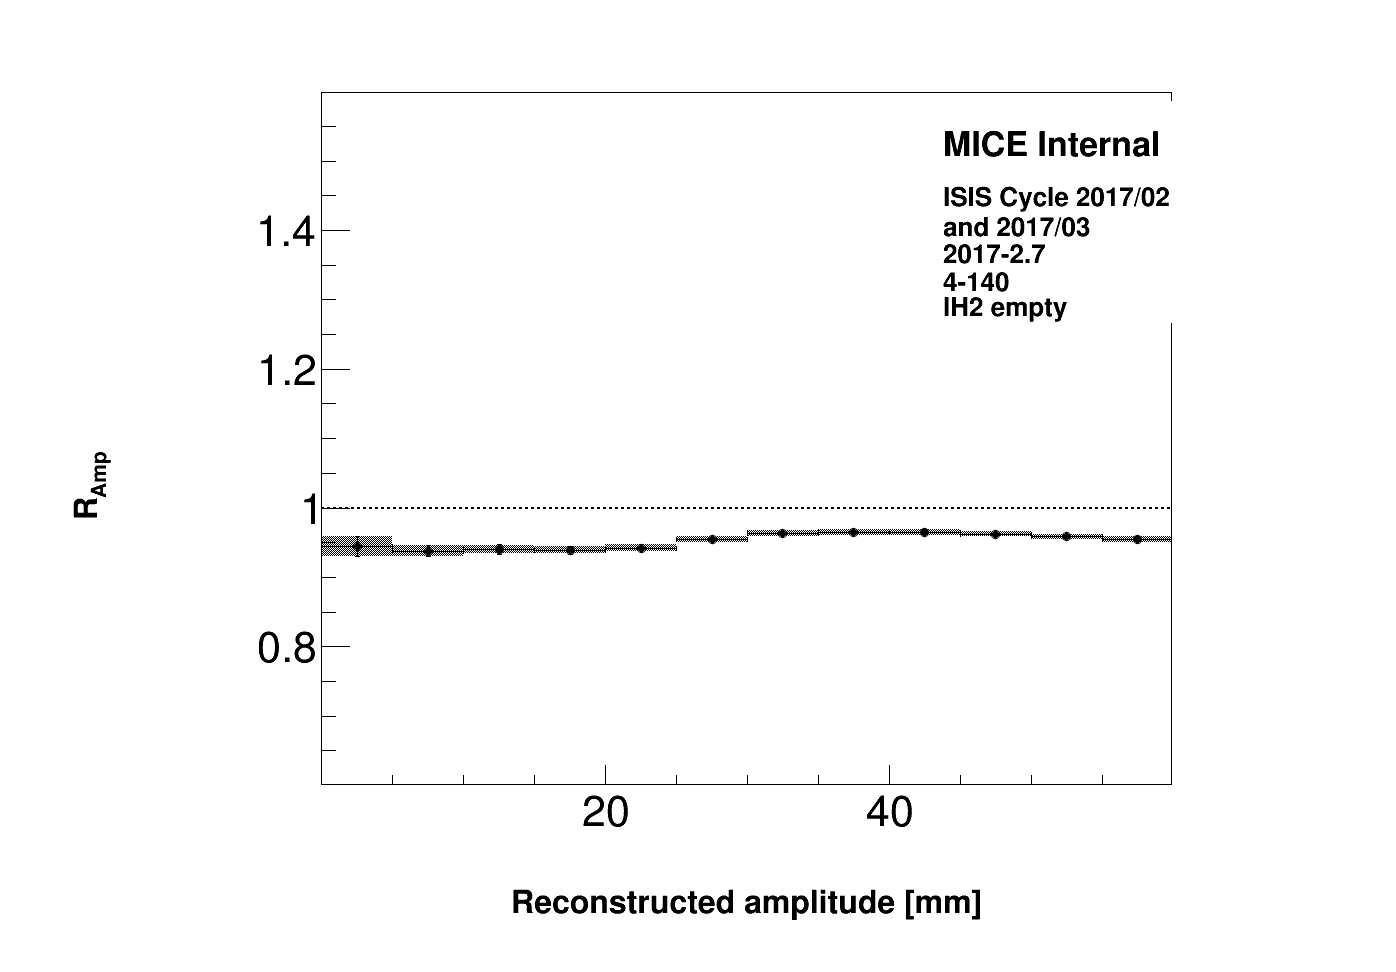 MICE Internal
ISIS Cycle 2017/02
and 2017/03
2017-2.7
4-140
lH2 empty
1.4
1.2
1
0.8
R_Amp
20
40
Reconstructed amplitude [mm]